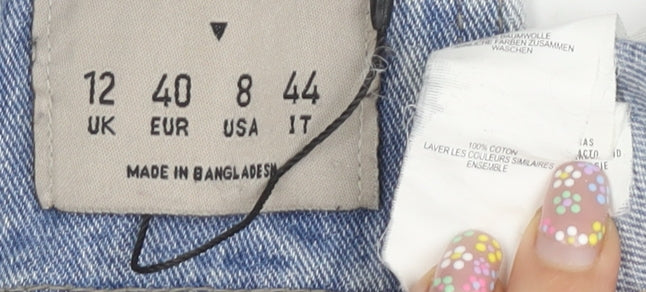 12 40 8 44
UK EUR USA IT
MADE IN BANGLADESH
BAUMWOLLE
FARBEN ZUSAMMEN
WASCHEN
100% COTON
LAVER LES COULEURS SIMILAIRES
ENSEMBLE